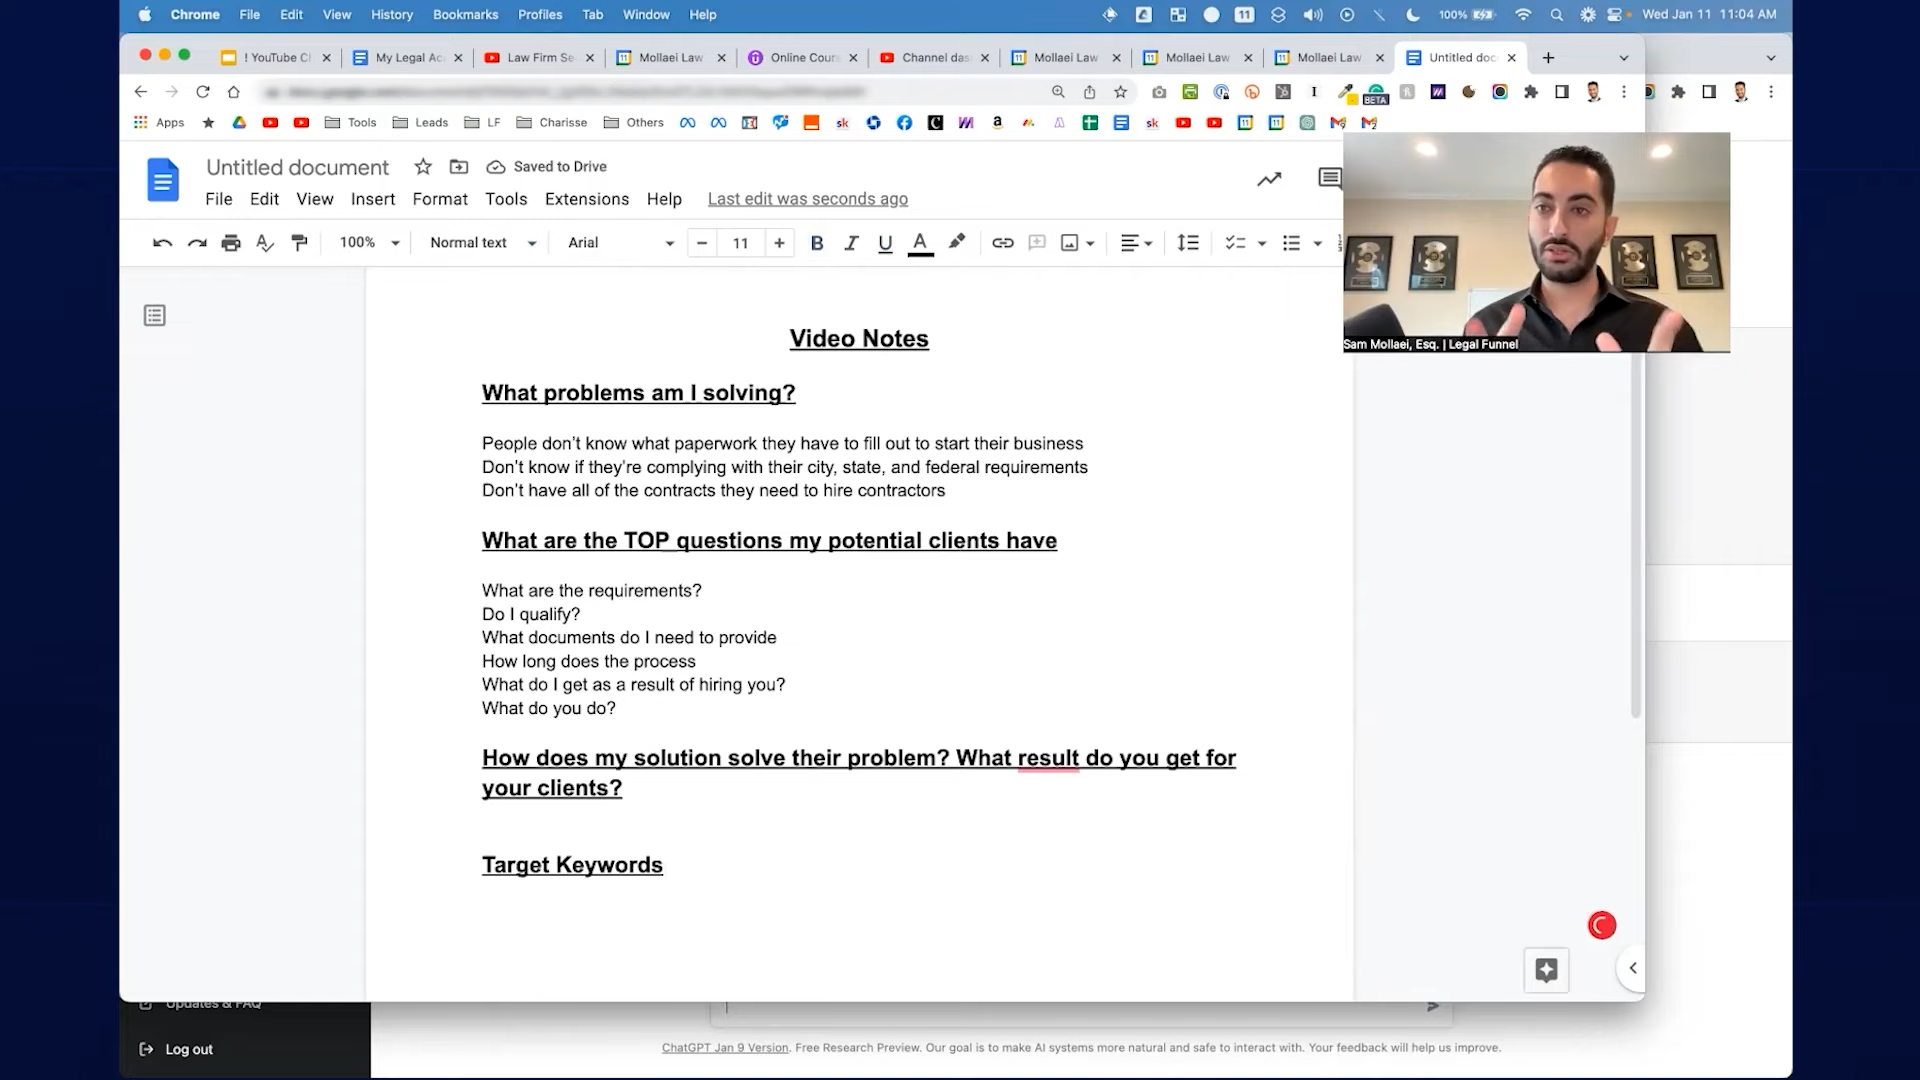 Chrome File Edit View History Bookmarks Profiles Tab Window Help 11 100% Wed Jan 11 11:04 AM
! YouTube Cl My Legal Ac Law Firm Se Mollaei Law Online Cour Channel das Mollaei Law Mollaei Law Mollaei Law Untitled doc
BETA
Apps Tools Leads LF Charisse Others
Untitled document Saved to Drive
File Edit View Insert Format Tools Extensions Help Last edit was seconds ago
100% Normal text Arial 11
Sam Mollaei, Esq. | Legal Funnel
Video Notes
What problems am I solving?
People don't know what paperwork they have to fill out to start their business
Don't know if they're complying with their city, state, and federal requirements
Don't have all of the contracts they need to hire contractors
What are the TOP questions my potential clients have
What are the requirements?
Do I qualify?
What documents do I need to provide
How long does the process
What do I get as a result of hiring you?
What do you do?
How does my solution solve their problem? What result do you get for
your clients?
Target Keywords
Updates & FAQ
Log out
ChatGPT Jan 9 Version. Free Research Preview. Our goal is to make AI systems more natural and safe to interact with. Your feedback will help us improve.